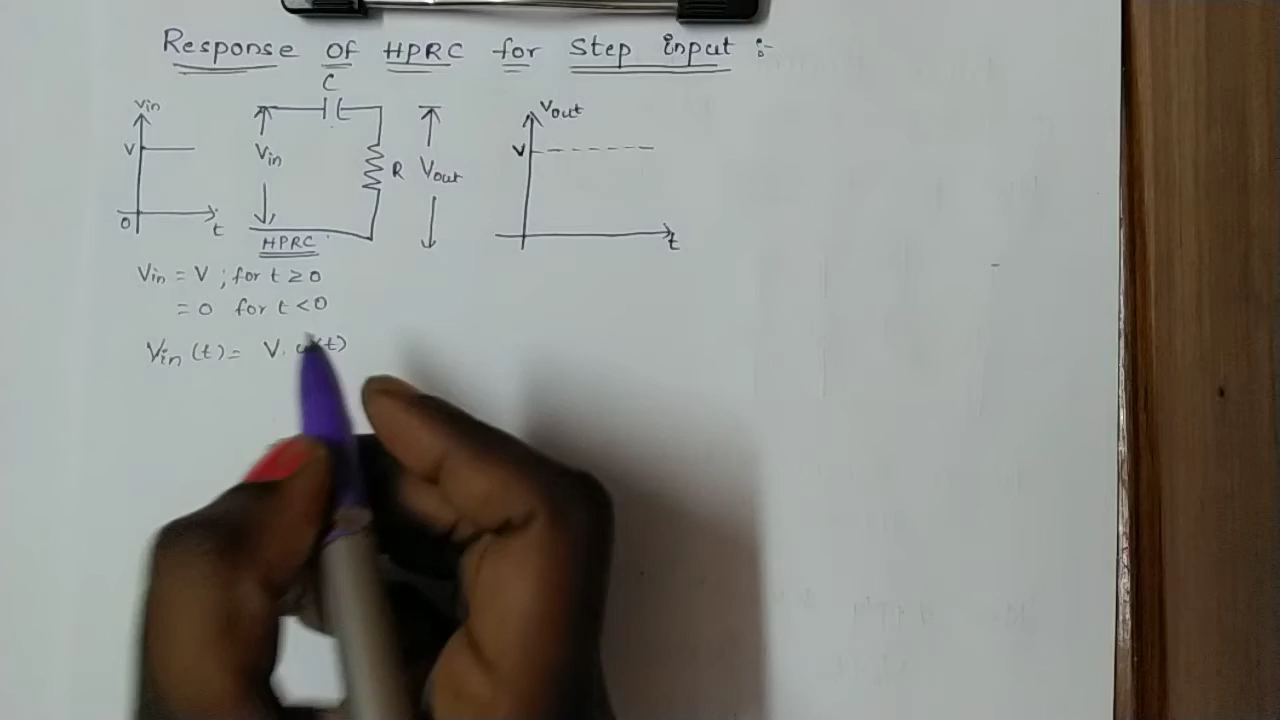 Response of HPRC for Step input :-
C
Vin
V
0
t
Vin
R
Vout
HPRC
Vout
V
t
Vin = V ; for t ≥ 0
= 0 for t < 0
Vin (t) = V. u(t)